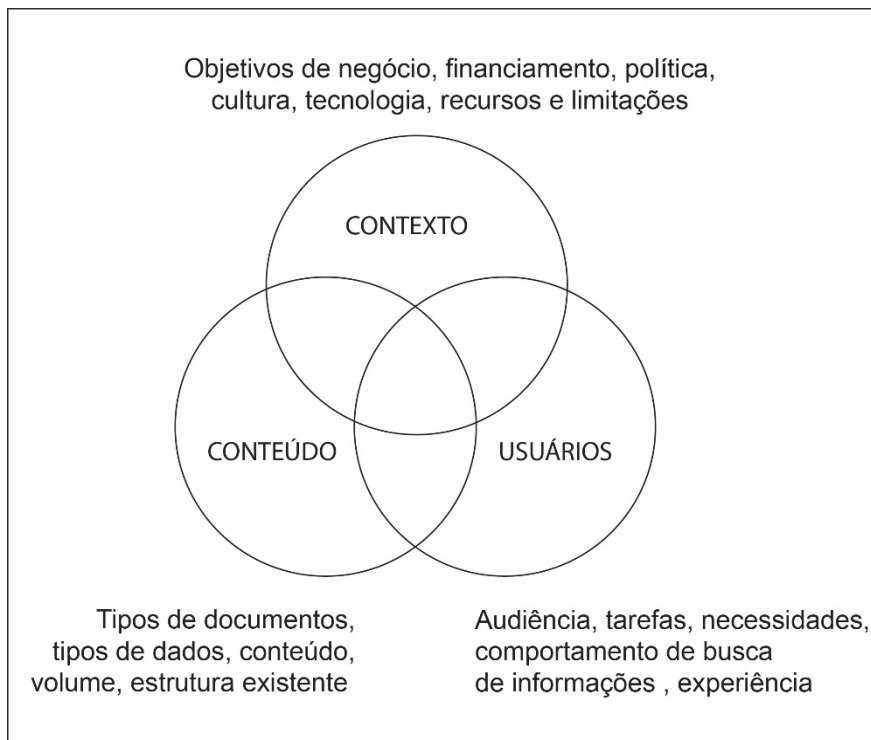 Objetivos de negócio, financiamento, política,
cultura, tecnologia, recursos e limitações
CONTEXTO
CONTEÚDO
USUÁRIOS
Tipos de documentos,
tipos de dados, conteúdo,
volume, estrutura existente
Audiência, tarefas, necessidades,
comportamento de busca
de informações , experiência